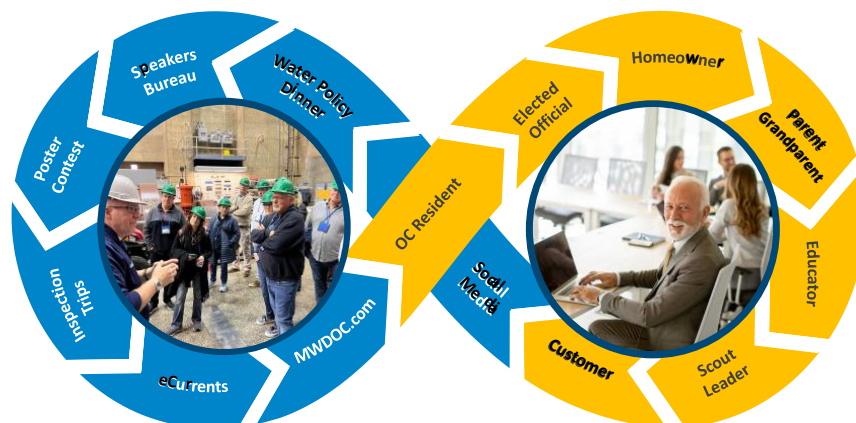 Speakers
Bureau
Water Policy
Dinner
Poster
Contest
Inspection
Trips
eCurrents
MWDOC.com
Social
Media
OC Resident
Elected
Official
Homeowner
Parent
Grandparent
Educator
Scout
Leader
Customer